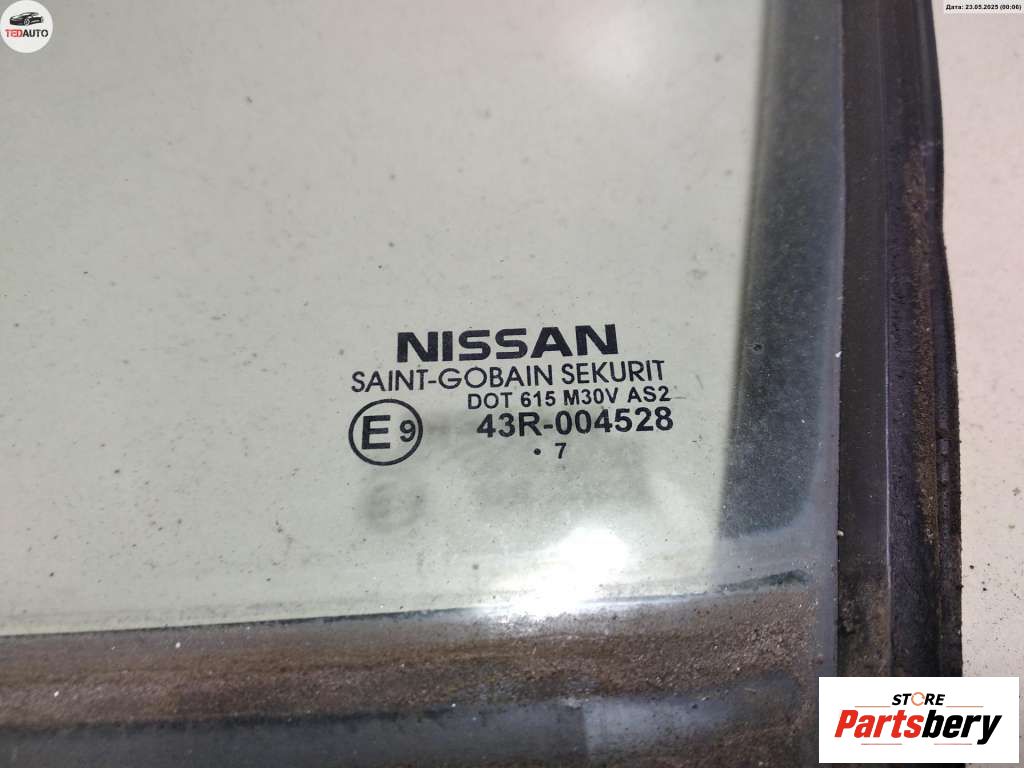 TEDAUTO
Дата: 23.05.2025 (00:06)
NISSAN
SAINT-GOBAIN SEKURIT
DOT 615 M30V AS2
E9 43R-004528
• 7
STORE
Partsbery